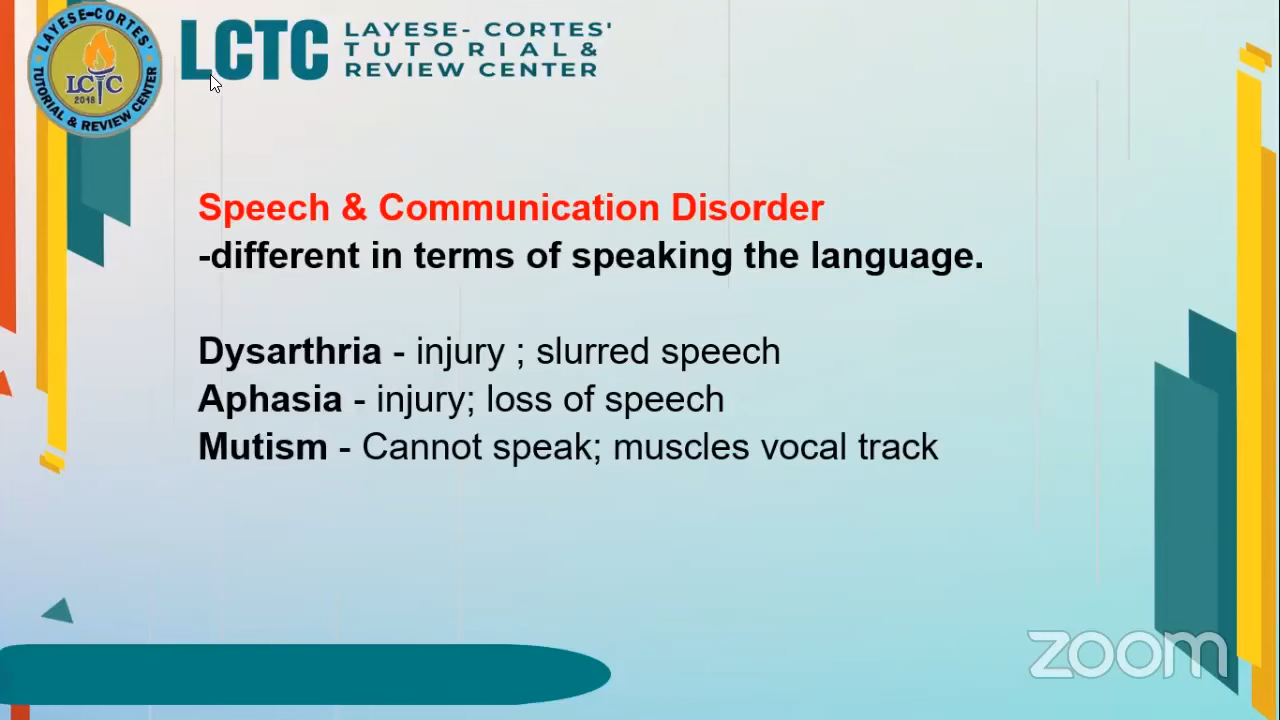 LAYESE-CORTES'
LCTC
2018
TUTORIAL & REVIEW CENTER
LCTC
LAYESE- CORTES'
TUTORIAL &
REVIEW CENTER
Speech & Communication Disorder
-different in terms of speaking the language.
Dysarthria - injury ; slurred speech
Aphasia - injury; loss of speech
Mutism - Cannot speak; muscles vocal track
zoom